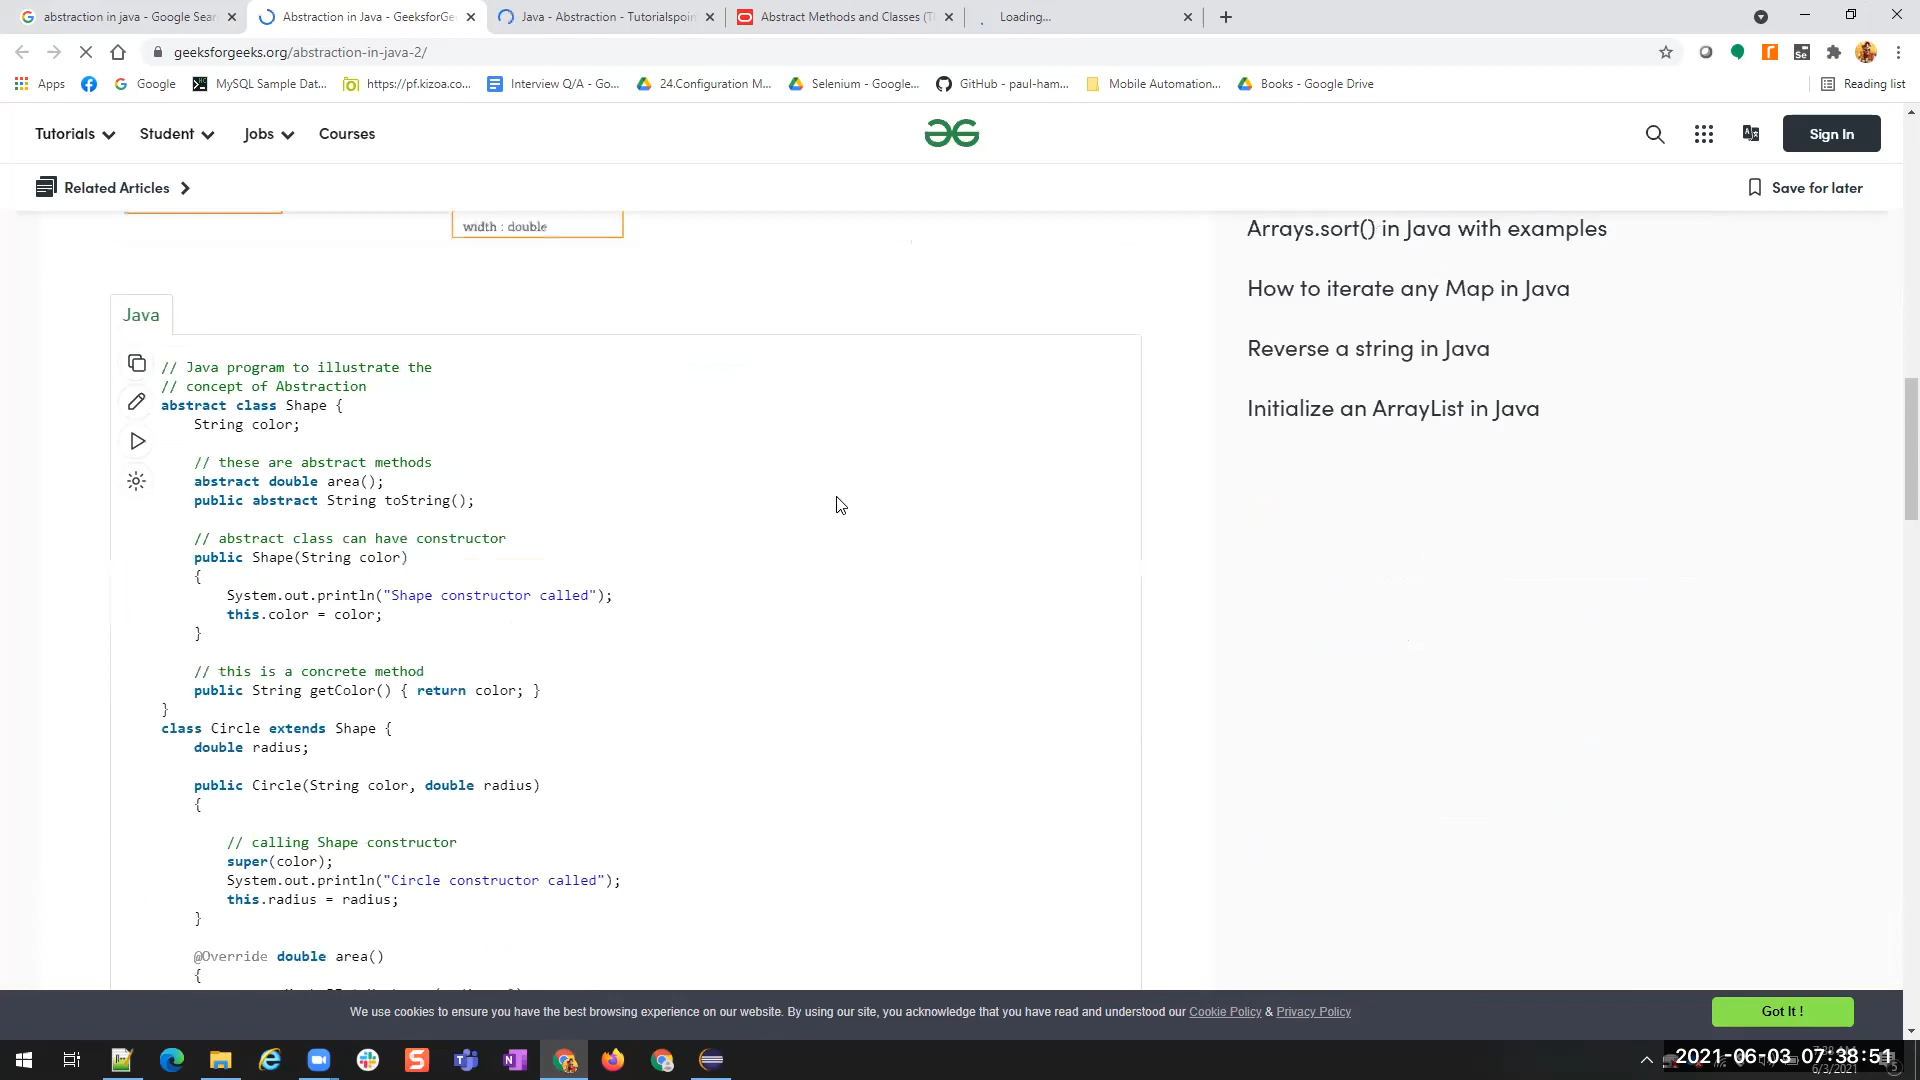 abstraction in java - Google Sear
Abstraction in Java - GeeksforGe
Java - Abstraction - Tutorialspoin
Abstract Methods and Classes (T
Loading...
geeksforgeeks.org/abstraction-in-java-2/
Apps
Google
MySQL Sample Dat...
https://pf.kizoa.co...
Interview Q/A - Go...
24.Configuration M...
Selenium - Google...
GitHub - paul-ham...
Mobile Automation...
Books - Google Drive
Reading list
Tutorials
Student
Jobs
Courses
Sign In
Related Articles
Save for later
width : double
Arrays.sort() in Java with examples
How to iterate any Map in Java
Reverse a string in Java
Initialize an ArrayList in Java
Java
// Java program to illustrate the
// concept of Abstraction
abstract class Shape {
String color;
// these are abstract methods
abstract double area();
public abstract String toString();
// abstract class can have constructor
public Shape(String color)
{
System.out.println("Shape constructor called");
this.color = color;
}
// this is a concrete method
public String getColor() { return color; }
}
class Circle extends Shape {
double radius;
public Circle(String color, double radius)
{
// calling Shape constructor
super(color);
System.out.println("Circle constructor called");
this.radius = radius;
}
@Override double area()
{
We use cookies to ensure you have the best browsing experience on our website. By using our site, you acknowledge that you have read and understood our Cookie Policy & Privacy Policy
Got It !
2021-06-03 07:38:51
6/3/2021